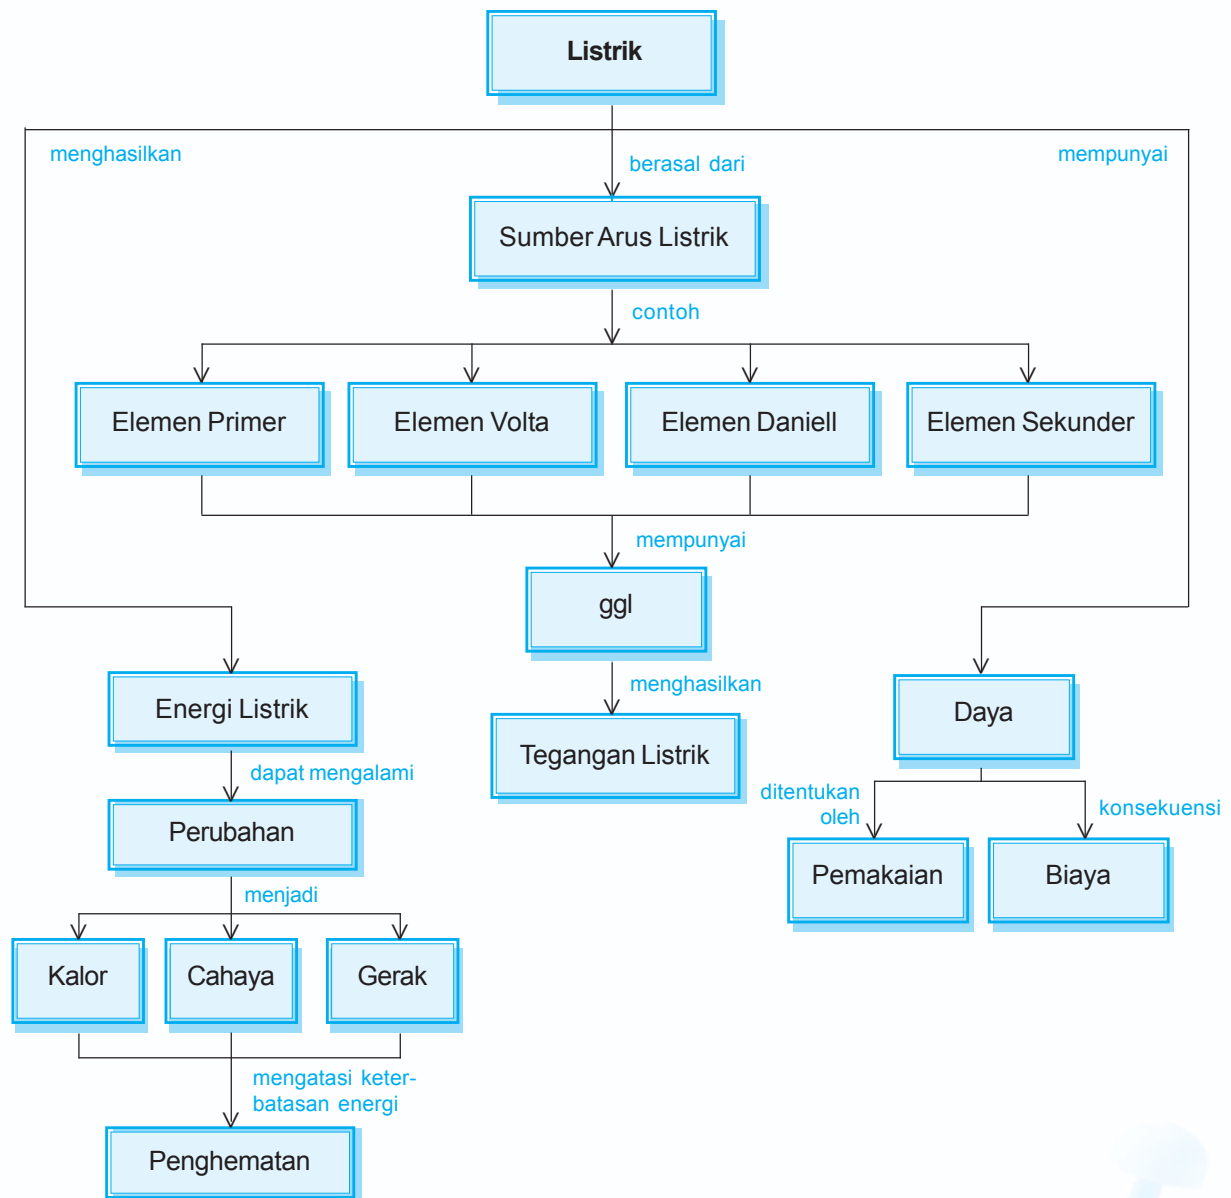 Listrik
menghasilkan
berasal dari
mempunyai
Sumber Arus Listrik
contoh
Elemen Primer
Elemen Volta
Elemen Daniell
Elemen Sekunder
mempunyai
ggl
menghasilkan
Tegangan Listrik
Energi Listrik
dapat mengalami
Perubahan
menjadi
Kalor
Cahaya
Gerak
mengatasi keter-
batasan energi
Penghematan
Daya
ditentukan
oleh
konsekuensi
Pemakaian
Biaya